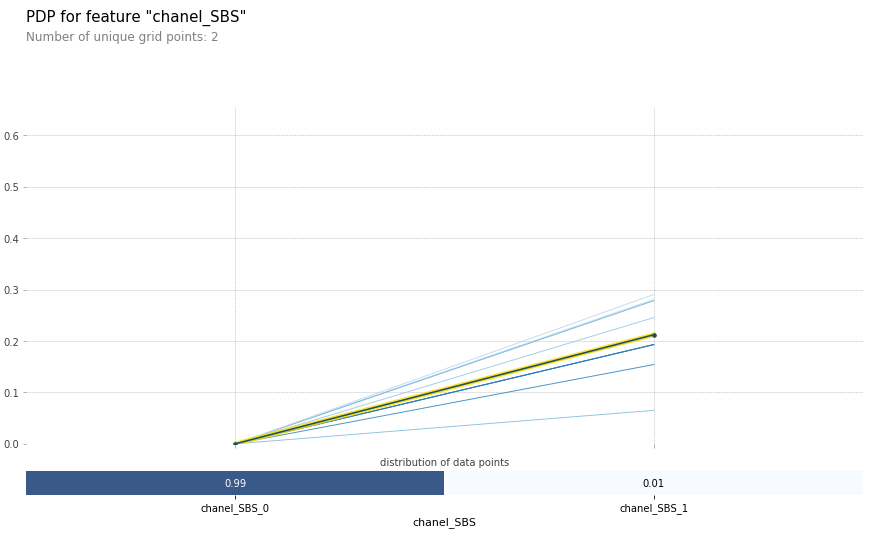 PDP for feature "chanel_SBS"
Number of unique grid points: 2
0.6
0.5
0.4
0.3
0.2
0.1
0.0
distribution of data points
0.99 0.01
chanel_SBS_0 chanel_SBS_1
chanel_SBS